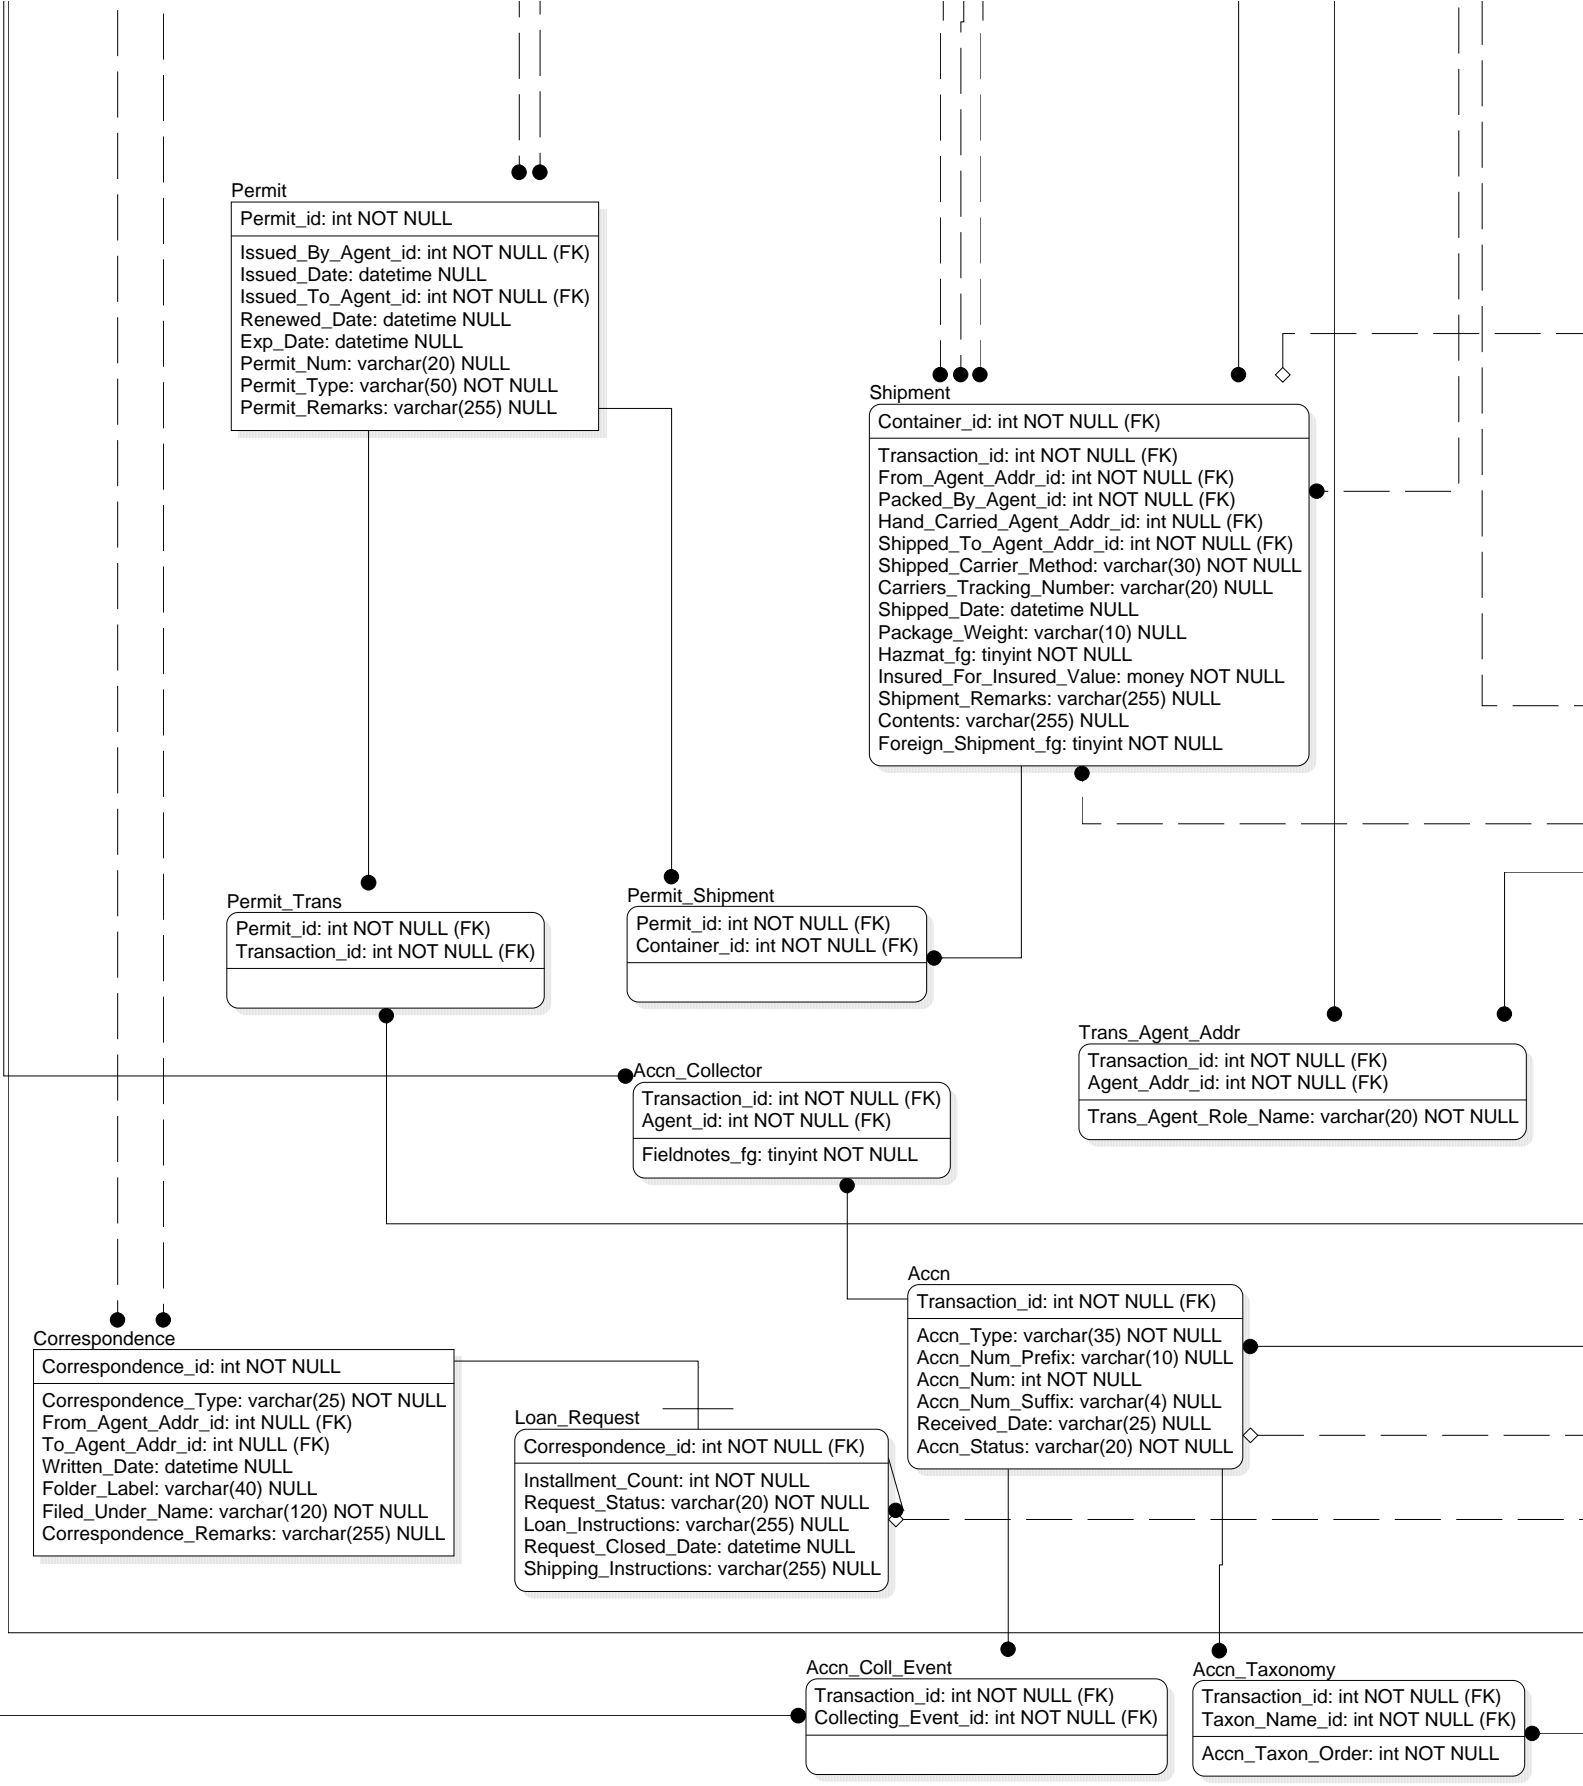 Permit
Permit_id: int NOT NULL
Issued_By_Agent_id: int NOT NULL (FK)
Issued_Date: datetime NULL
Issued_To_Agent_id: int NOT NULL (FK)
Renewed_Date: datetime NULL
Exp_Date: datetime NULL
Permit_Num: varchar(20) NULL
Permit_Type: varchar(50) NOT NULL
Permit_Remarks: varchar(255) NULL
Shipment
Container_id: int NOT NULL (FK)
Transaction_id: int NOT NULL (FK)
From_Agent_Addr_id: int NOT NULL (FK)
Packed_By_Agent_id: int NOT NULL (FK)
Hand_Carried_Agent_Addr_id: int NULL (FK)
Shipped_To_Agent_Addr_id: int NOT NULL (FK)
Shipped_Carrier_Method: varchar(30) NOT NULL
Carriers_Tracking_Number: varchar(20) NULL
Shipped_Date: datetime NULL
Package_Weight: varchar(10) NULL
Hazmat_fg: tinyint NOT NULL
Insured_For_Insured_Value: money NOT NULL
Shipment_Remarks: varchar(255) NULL
Contents: varchar(255) NULL
Foreign_Shipment_fg: tinyint NOT NULL
Permit_Trans
Permit_id: int NOT NULL (FK)
Transaction_id: int NOT NULL (FK)
Permit_Shipment
Permit_id: int NOT NULL (FK)
Container_id: int NOT NULL (FK)
Trans_Agent_Addr
Transaction_id: int NOT NULL (FK)
Agent_Addr_id: int NOT NULL (FK)
Trans_Agent_Role_Name: varchar(20) NOT NULL
Accn_Collector
Transaction_id: int NOT NULL (FK)
Agent_id: int NOT NULL (FK)
Fieldnotes_fg: tinyint NOT NULL
Accn
Transaction_id: int NOT NULL (FK)
Accn_Type: varchar(35) NOT NULL
Accn_Num_Prefix: varchar(10) NULL
Accn_Num: int NOT NULL
Accn_Num_Suffix: varchar(4) NULL
Received_Date: varchar(25) NULL
Accn_Status: varchar(20) NOT NULL
Correspondence
Correspondence_id: int NOT NULL
Correspondence_Type: varchar(25) NOT NULL
From_Agent_Addr_id: int NULL (FK)
To_Agent_Addr_id: int NULL (FK)
Written_Date: datetime NULL
Folder_Label: varchar(40) NULL
Filed_Under_Name: varchar(120) NOT NULL
Correspondence_Remarks: varchar(255) NULL
Loan_Request
Correspondence_id: int NOT NULL (FK)
Installment_Count: int NOT NULL
Request_Status: varchar(20) NOT NULL
Loan_Instructions: varchar(255) NULL
Request_Closed_Date: datetime NULL
Shipping_Instructions: varchar(255) NULL
Accn_Coll_Event
Transaction_id: int NOT NULL (FK)
Collecting_Event_id: int NOT NULL (FK)
Accn_Taxonomy
Transaction_id: int NOT NULL (FK)
Taxon_Name_id: int NOT NULL (FK)
Accn_Taxon_Order: int NOT NULL